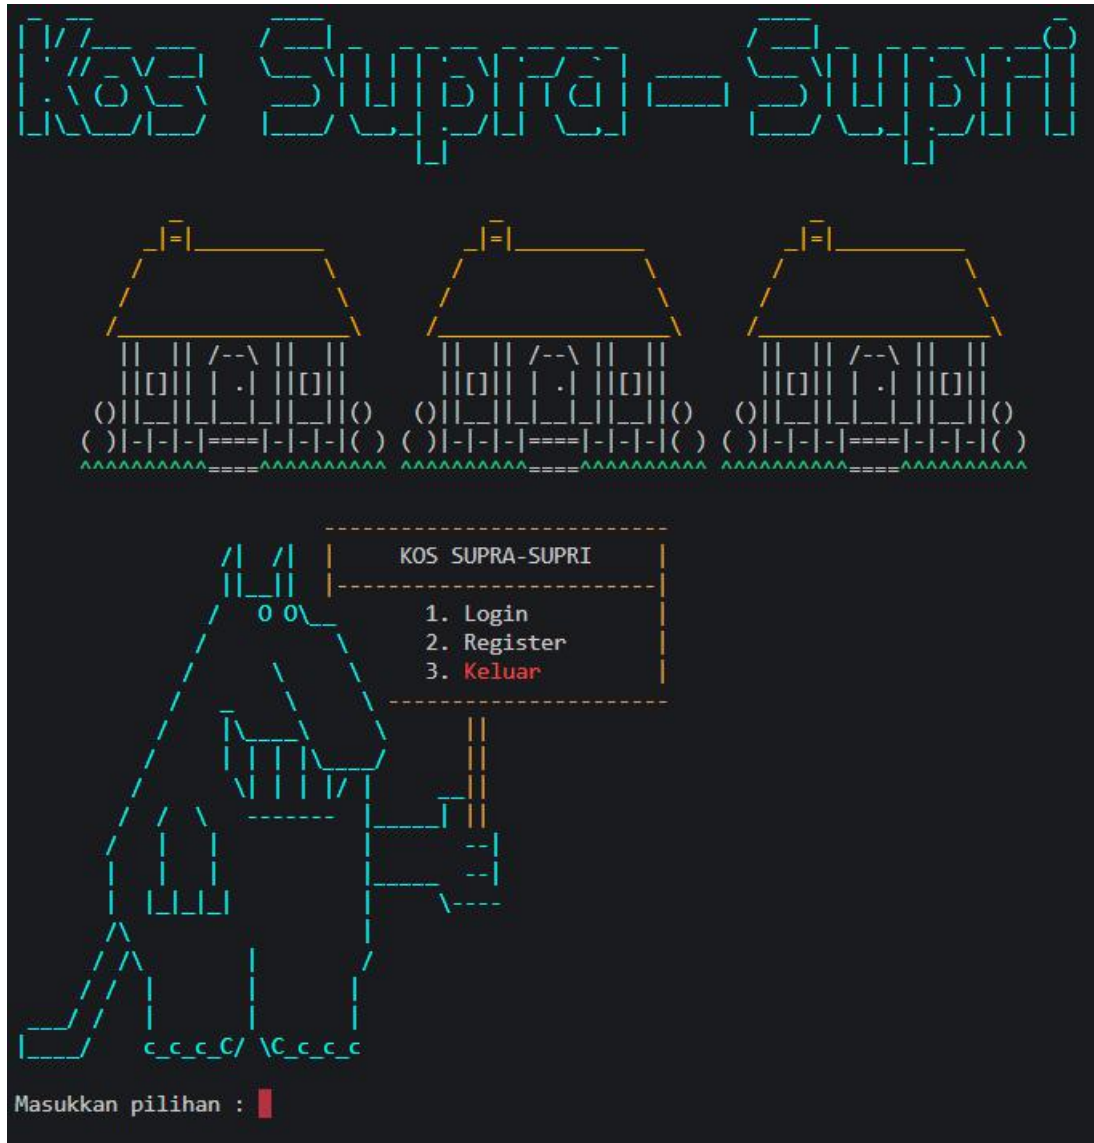 Kos Supra-Supri
KOS SUPRA-SUPRI
1. Login
2. Register
3. Keluar
Masukkan pilihan :